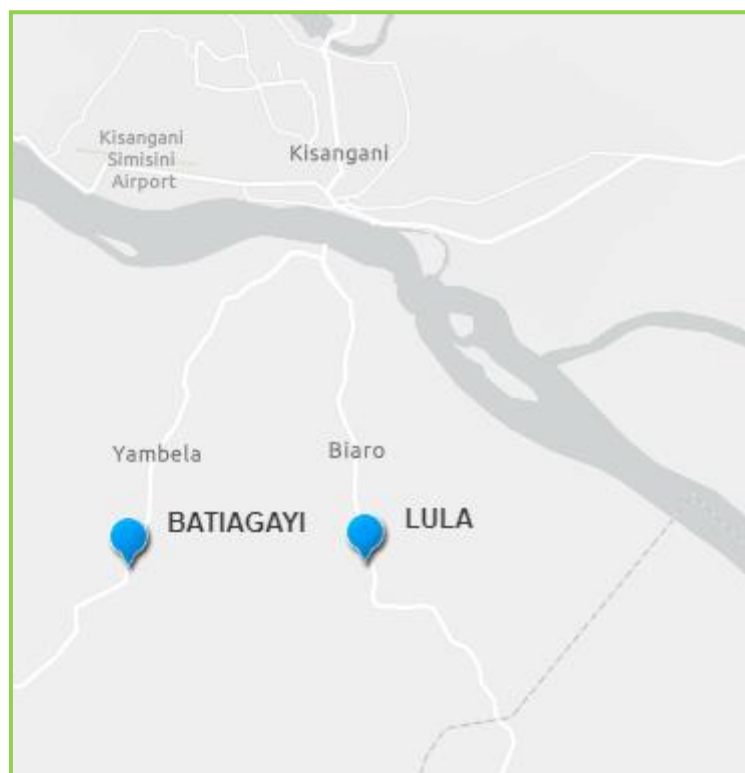 Kisangani
Simisini
Airport
Kisangani
Yambela
Biaro
BATIAGAYI
LULA